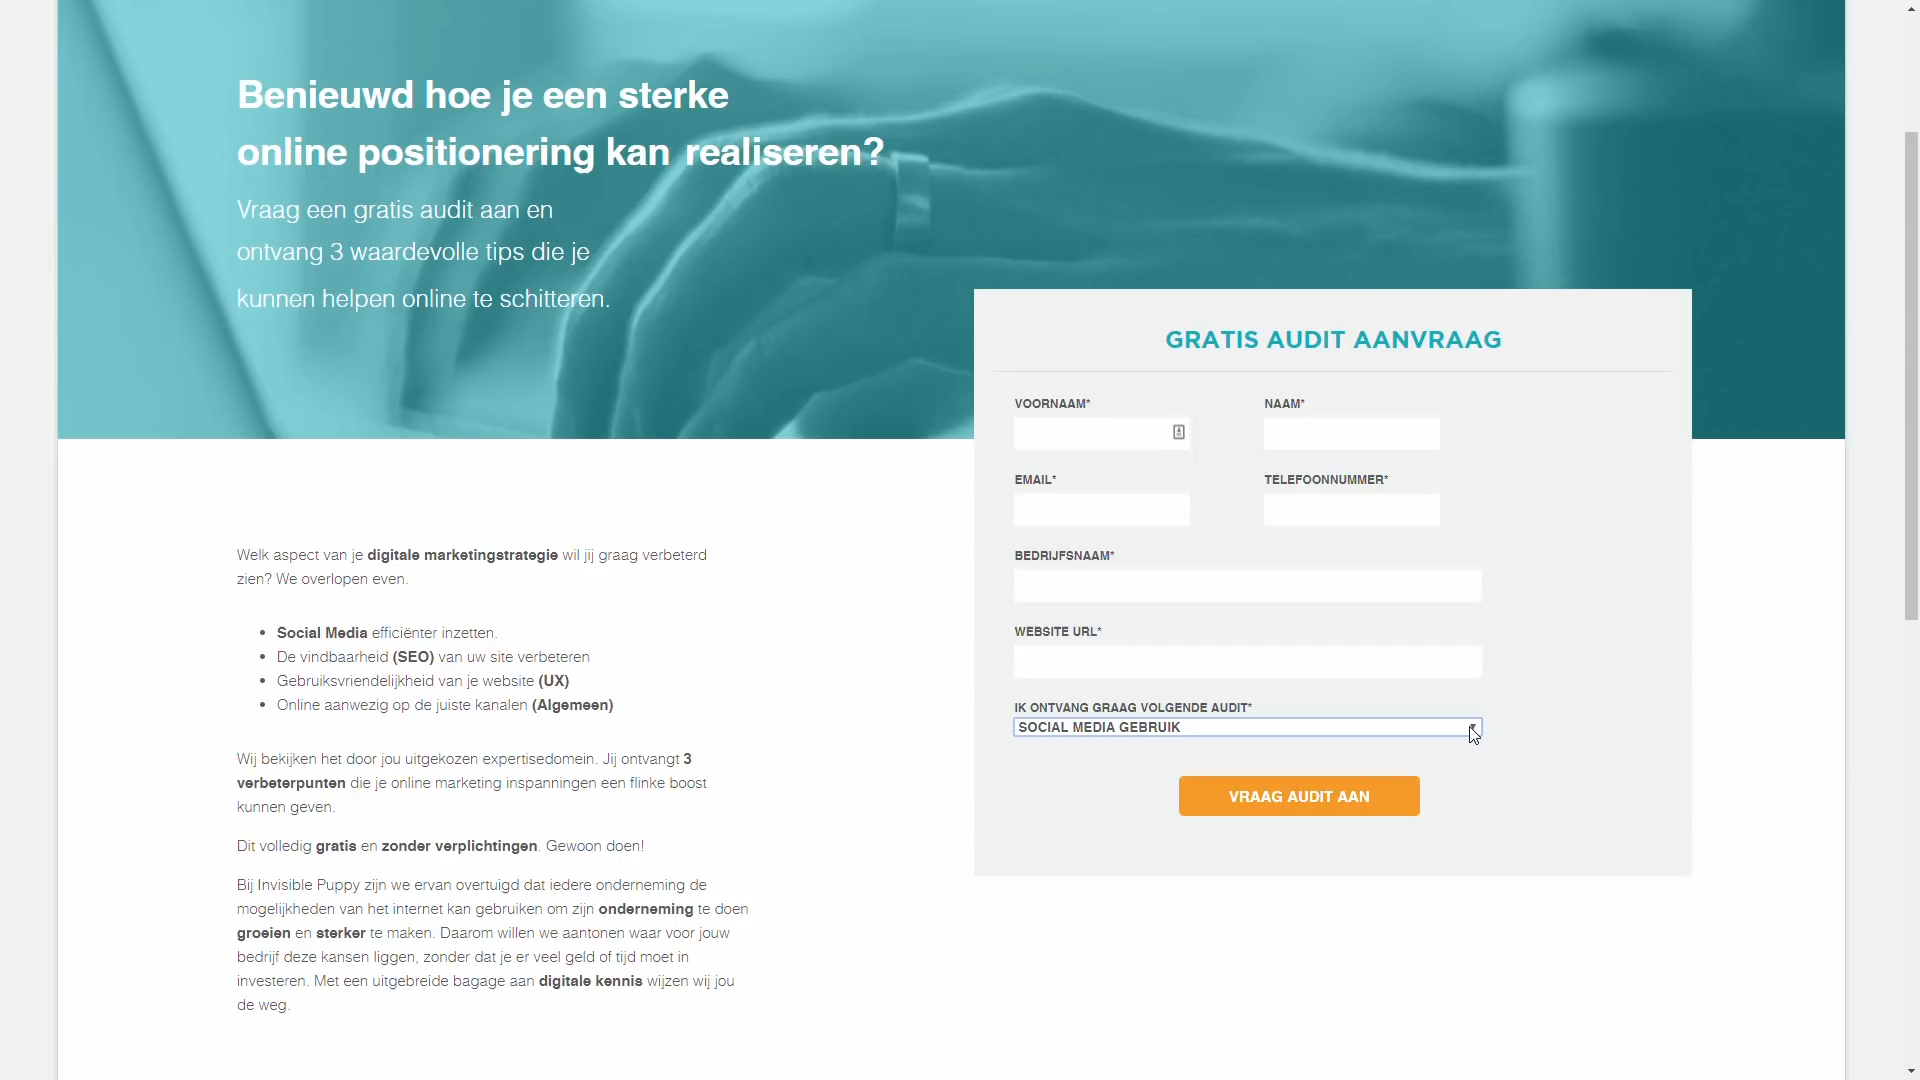 Benieuwd hoe je een sterke
online positionering kan realiseren?
Vraag een gratis audit aan en
ontvang 3 waardevolle tips die je
kunnen helpen online te schitteren.
GRATIS AUDIT AANVRAAG
VOORNAAM*
NAAM*
EMAIL*
TELEFOONNUMMER*
BEDRIJFSNAAM*
WEBSITE URL*
IK ONTVANG GRAAG VOLGENDE AUDIT*
SOCIAL MEDIA GEBRUIK
VRAAG AUDIT AAN
Welk aspect van je digitale marketingstrategie wil jij graag verbeterd
zien? We overlopen even.
• Social Media efficiënter inzetten.
• De vindbaarheid (SEO) van uw site verbeteren
• Gebruiksvriendelijkheid van je website (UX)
• Online aanwezig op de juiste kanalen (Algemeen)
Wij bekijken het door jou uitgekozen expertisedomein. Jij ontvangt 3
verbeterpunten die je online marketing inspanningen een flinke boost
kunnen geven.
Dit volledig gratis en zonder verplichtingen. Gewoon doen!
Bij Invisible Puppy zijn we ervan overtuigd dat iedere onderneming de
mogelijkheden van het internet kan gebruiken om zijn onderneming te doen
groeien en sterker te maken. Daarom willen we aantonen waar voor jouw
bedrijf deze kansen liggen, zonder dat je er veel geld of tijd moet in
investeren. Met een uitgebreide bagage aan digitale kennis wijzen wij jou
de weg.